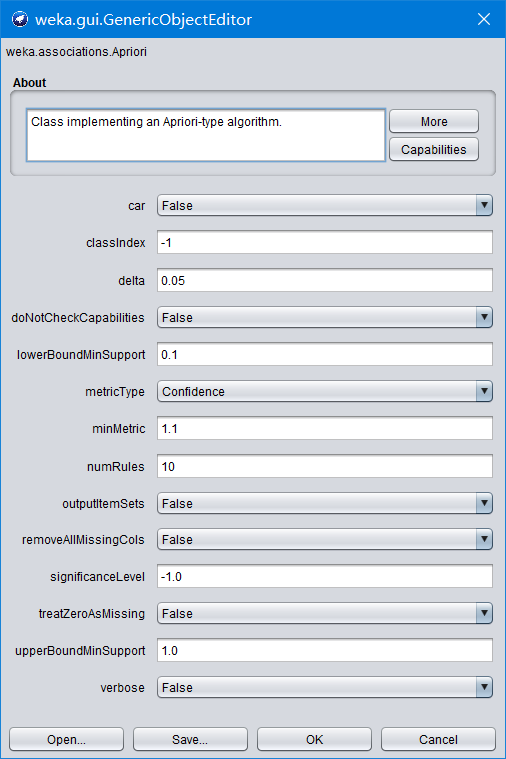 weka.gui.GenericObjectEditor
weka.associations.Apriori
About
Class implementing an Apriori-type algorithm.
More
Capabilities
car False
classIndex -1
delta 0.05
doNotCheckCapabilities False
lowerBoundMinSupport 0.1
metricType Confidence
minMetric 1.1
numRules 10
outputItemSets False
removeAllMissingCols False
significanceLevel -1.0
treatZeroAsMissing False
upperBoundMinSupport 1.0
verbose False
Open... Save... OK Cancel